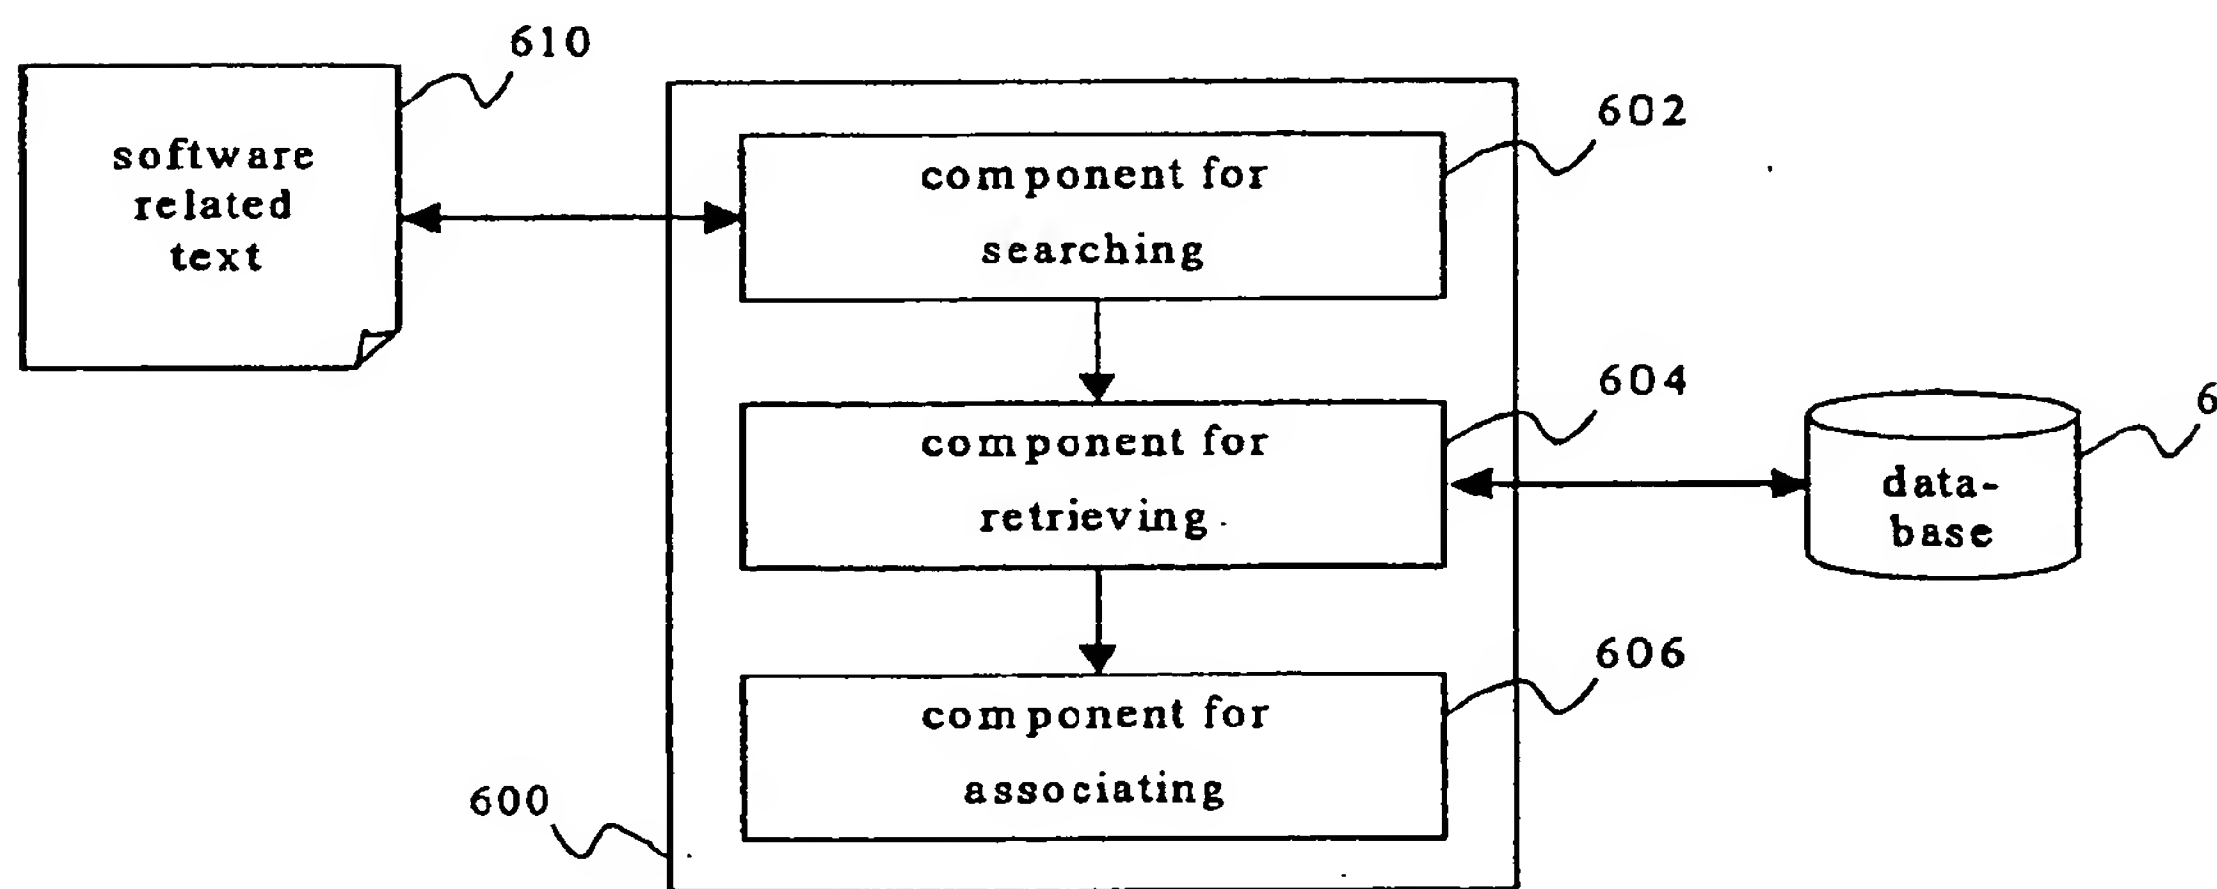 610
software
related
text
602
component for
searching
604
component for
retrieving
6
data-
base
606
component for
associating
600